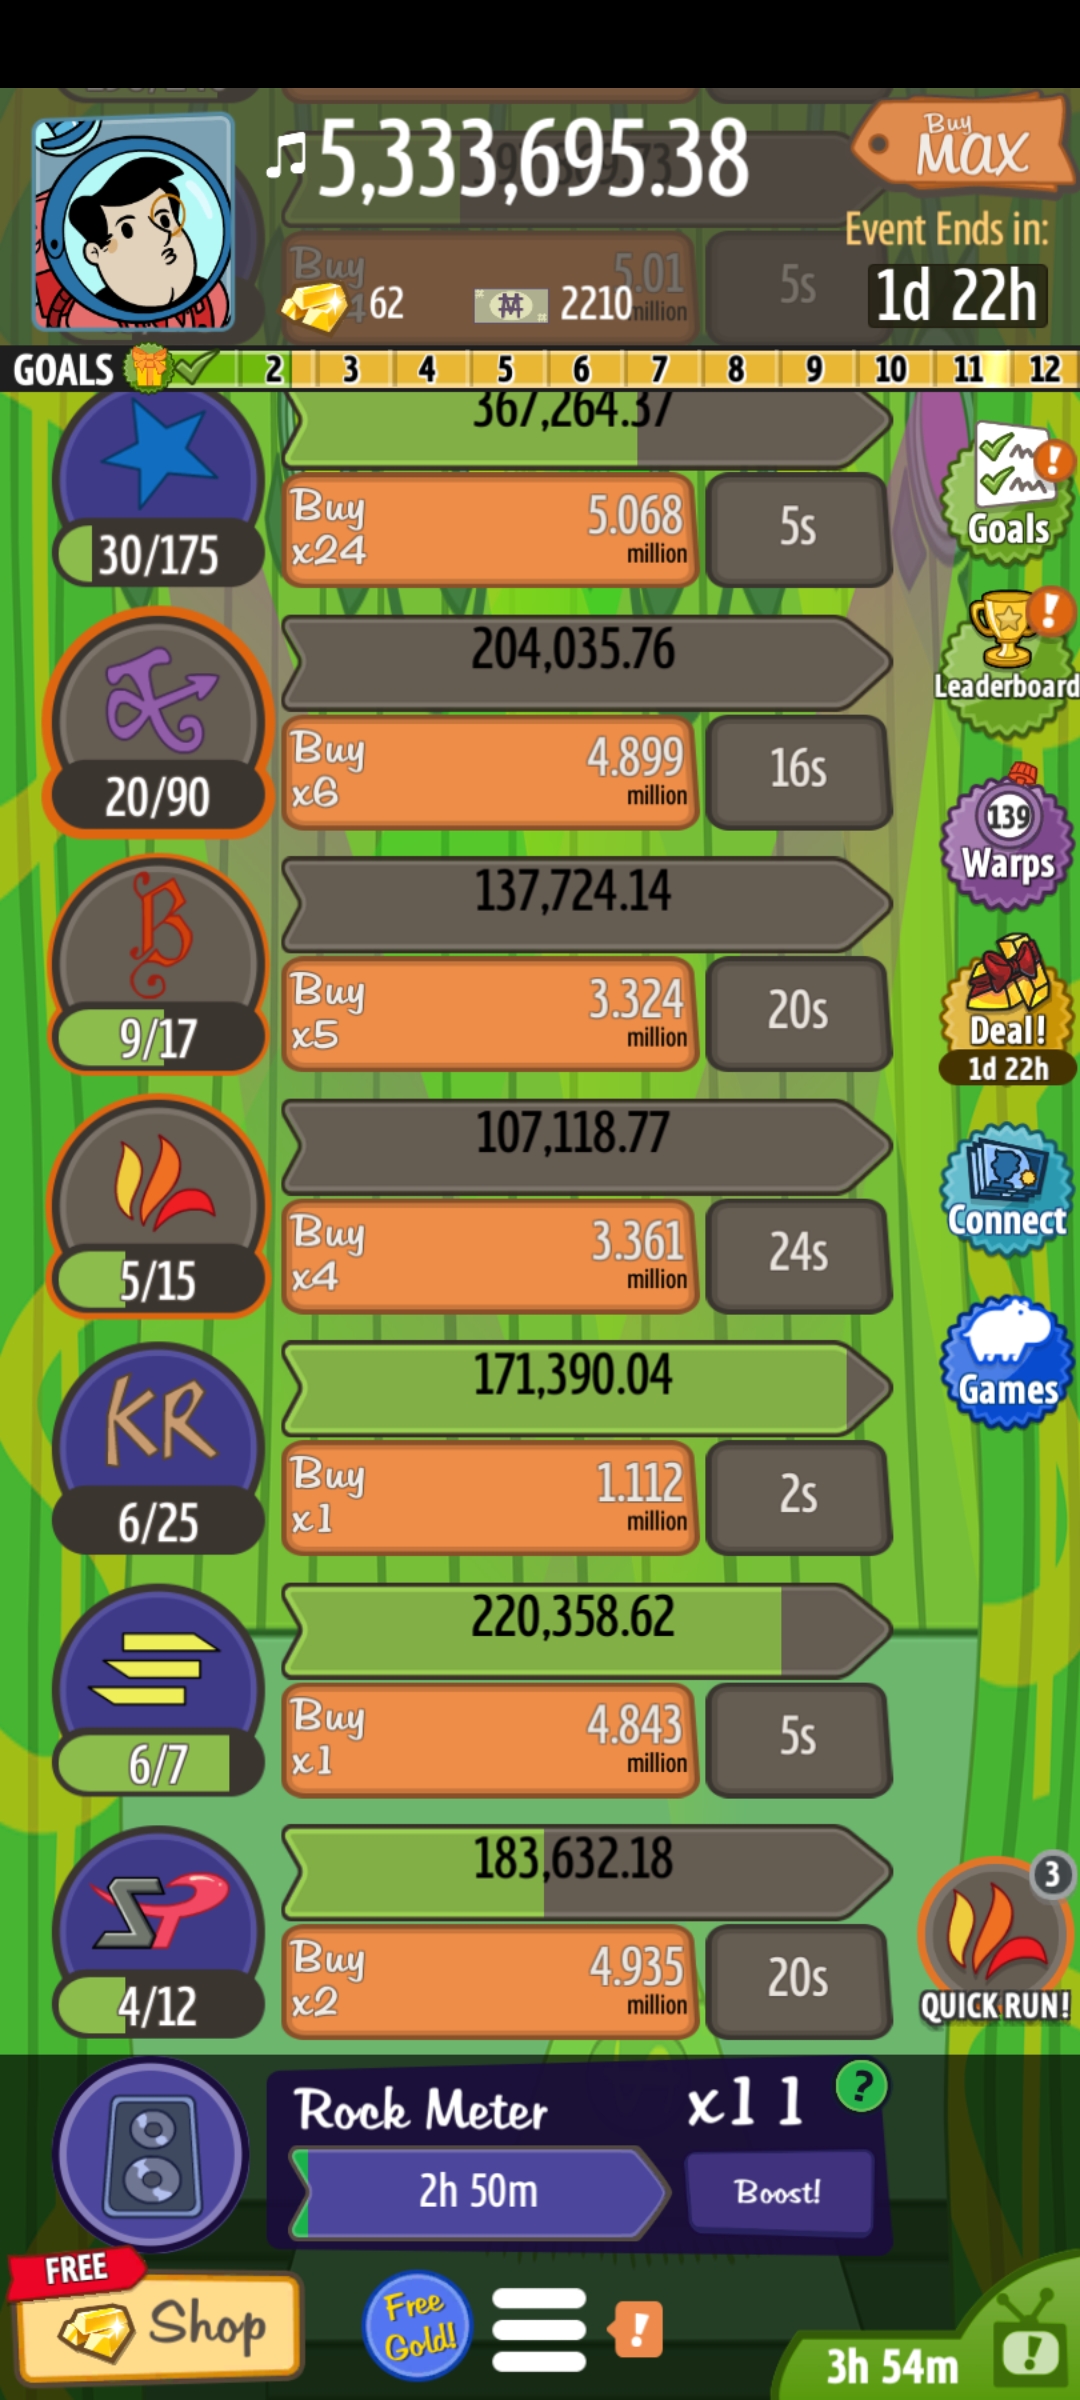 5,333,695.38
Buy
MAX
Event Ends in:
1d 22h
Buy
5.01
million
5s
62
2210
GOALS 2 3 4 5 6 7 8 9 10 11 12
367,264.37
30/175
Buy
x24
5.068
million
5s
Goals
204,035.76
20/90
Buy
x6
4.899
million
16s
Leaderboard
137,724.14
9/17
Buy
x5
3.324
million
20s
139
Warps
Deal!
1d 22h
107,118.77
5/15
Buy
x4
3.361
million
24s
Connect
171,390.04
KR
6/25
Buy
x1
1.112
million
2s
Games
220,358.62
6/7
Buy
x1
4.843
million
5s
183,632.18
4/12
Buy
x2
4.935
million
20s
3
QUICK RUN!
Rock Meter
x11
?
2h 50m
Boost!
FREE
Shop
Free
Gold!
!
3h 54m